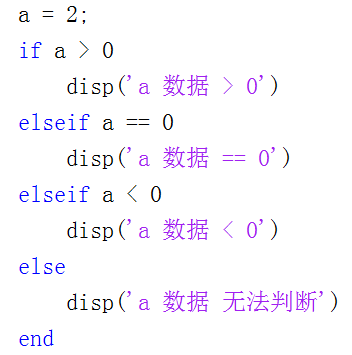 a = 2;
if a > 0
    disp('a 数据 > 0')
elseif a == 0
    disp('a 数据 == 0')
elseif a < 0
    disp('a 数据 < 0')
else
    disp('a 数据 无法判断')
end